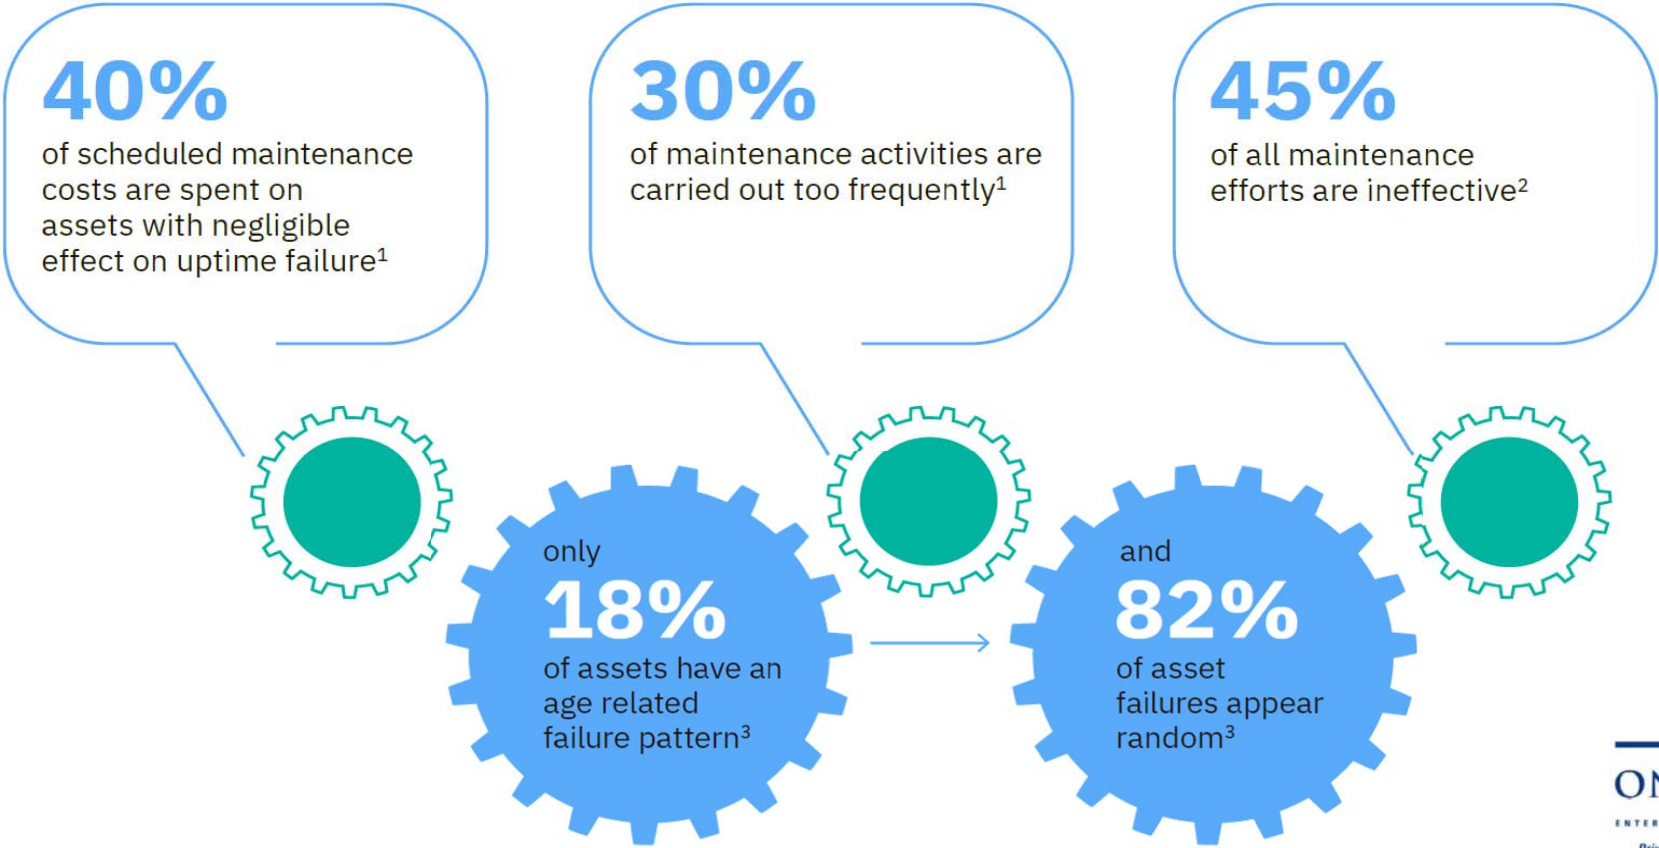 40%
of scheduled maintenance
costs are spent on
assets with negligible
effect on uptime failure¹
30%
of maintenance activities are
carried out too frequently¹
45%
of all maintenance
efforts are ineffective²
only
18%
of assets have an
age related
failure pattern³
and
82%
of asset
failures appear
random³